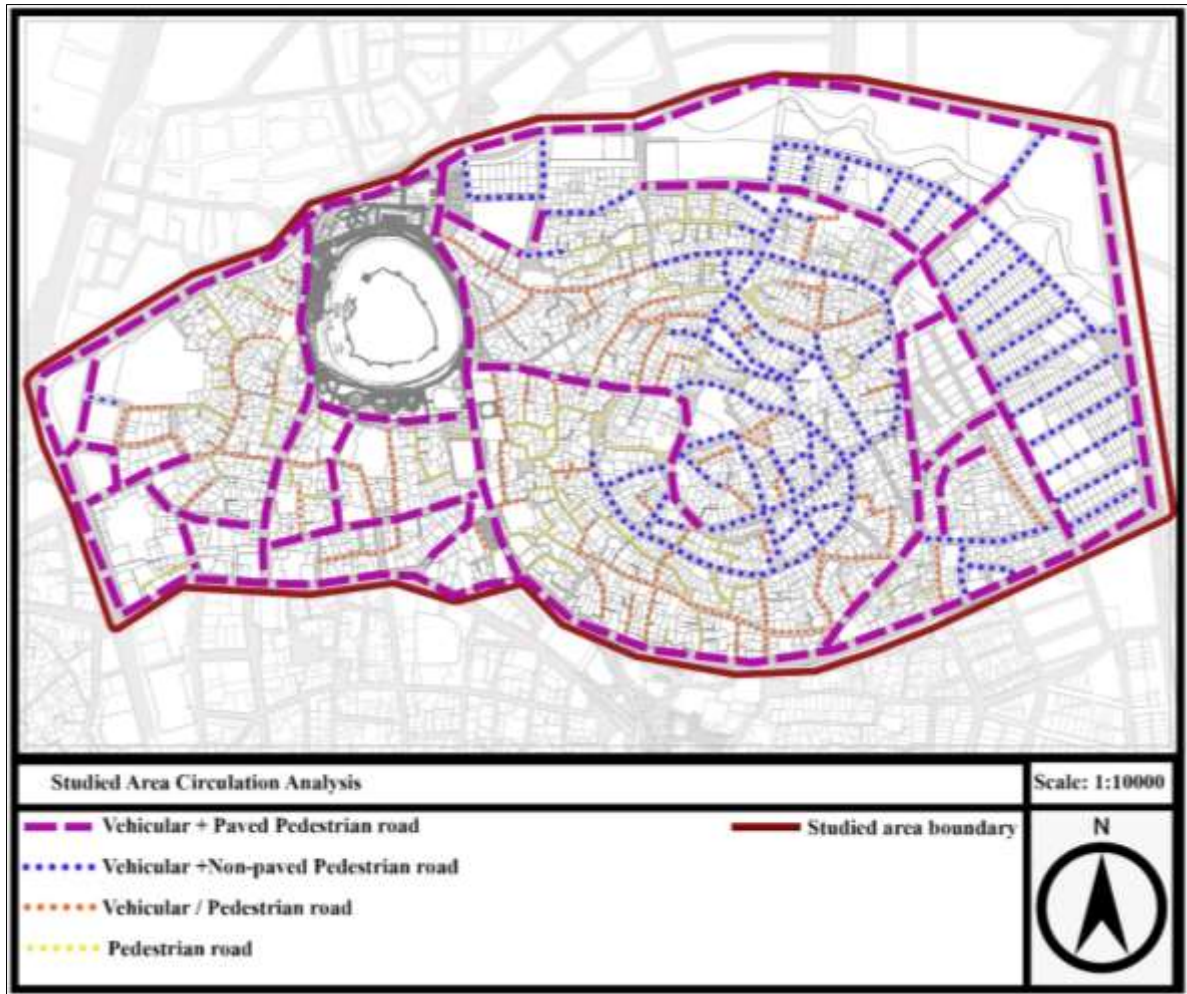 Studied Area Circulation Analysis
Scale: 1:10000
Vehicular + Paved Pedestrian road
Studied area boundary
N
Vehicular +Non-paved Pedestrian road
Vehicular / Pedestrian road
Pedestrian road